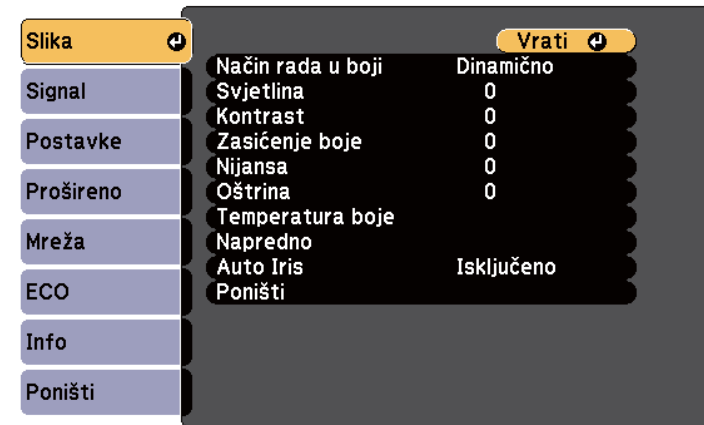 Slika
Signal
Postavke
Prošireno
Mreža
ECO
Info
Poništi
Vrati
Način rada u boji Dinamično
Svjetlina 0
Kontrast 0
Zasićenje boje 0
Nijansa 0
Oštrina 0
Temperatura boje
Napredno
Auto Iris Isključeno
Poništi